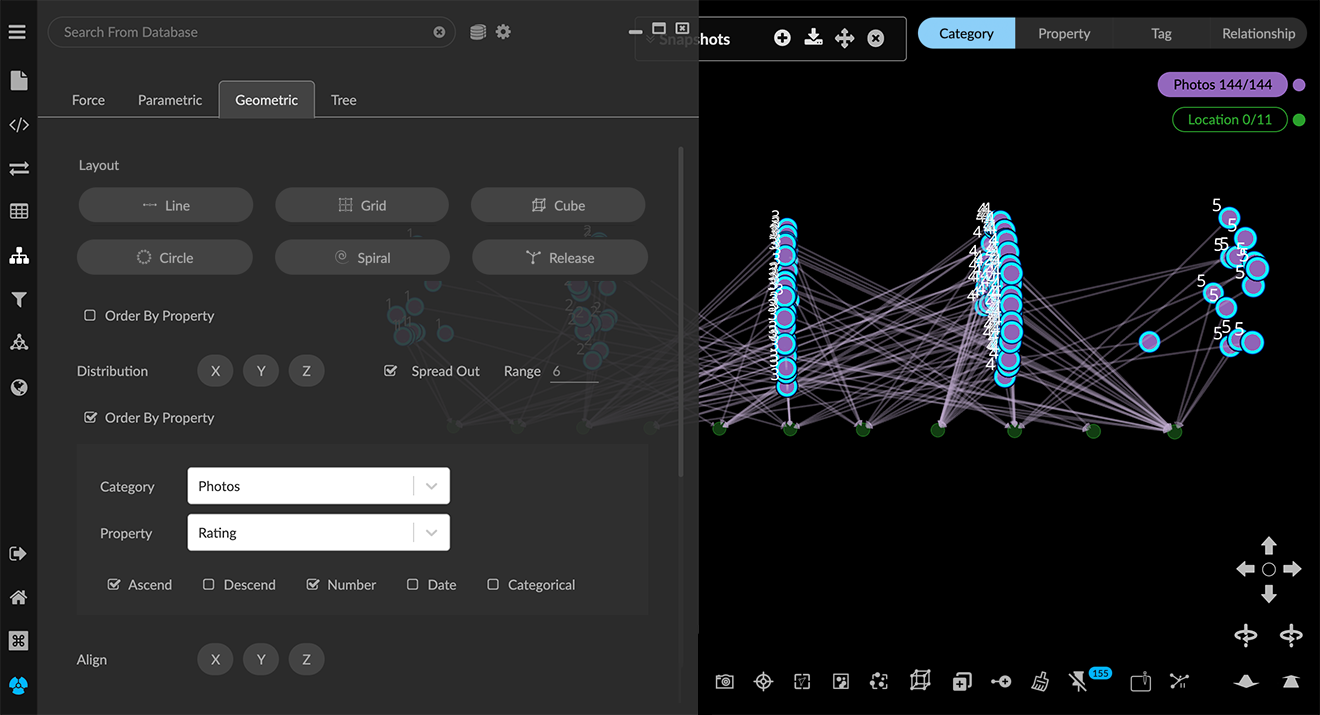 Search From Database
Snapshots
Category Property Tag Relationship
Photos 144/144
Location 0/11
Force Parametric Geometric Tree
Layout
Line Grid Cube
Circle Spiral Release
Order By Property
Distribution X Y Z Spread Out Range 6
Order By Property
Category Photos
Property Rating
Ascend Descend Number Date Categorical
Align X Y Z
155